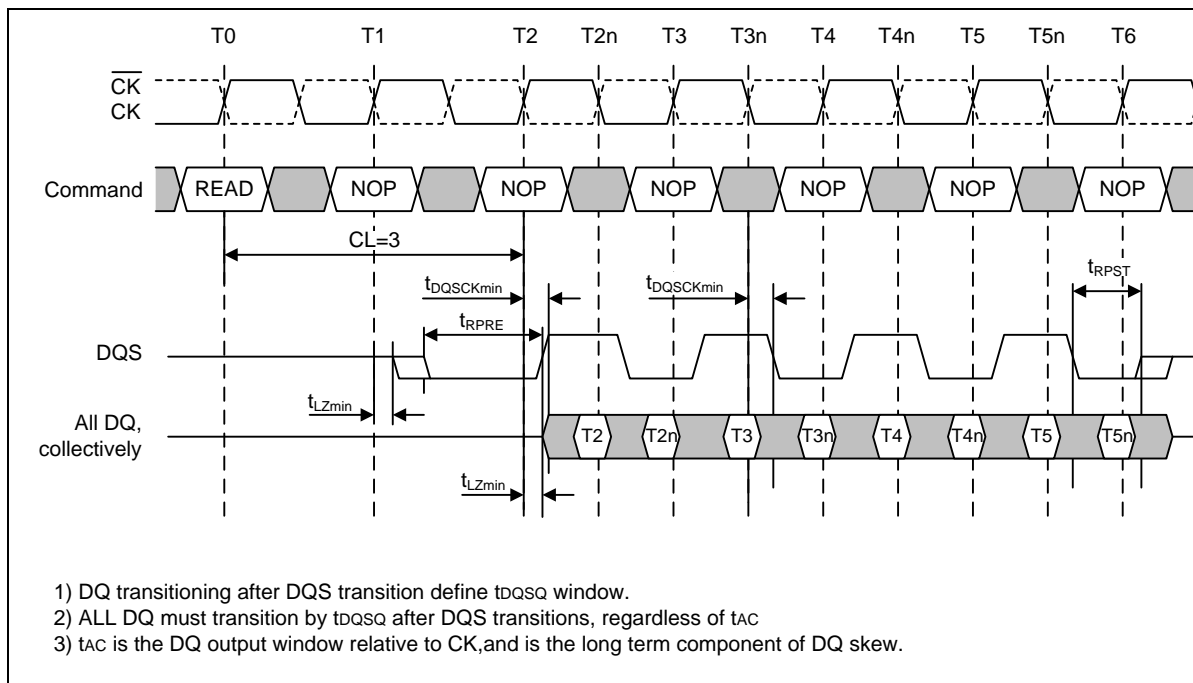 T0 T1 T2 T2n T3 T3n T4 T4n T5 T5n T6
CK
CK
Command READ NOP NOP NOP NOP NOP NOP
CL=3
tDQSCKmin tDQSCKmin tRPST
tRPRE
DQS
tLZmin
All DQ, T2 T2n T3 T3n T4 T4n T5 T5n
collectively
tLZmin
1) DQ transitioning after DQS transition define tDQSQ window.
2) ALL DQ must transition by tDQSQ after DQS transitions, regardless of tAC
3) tAC is the DQ output window relative to CK,and is the long term component of DQ skew.